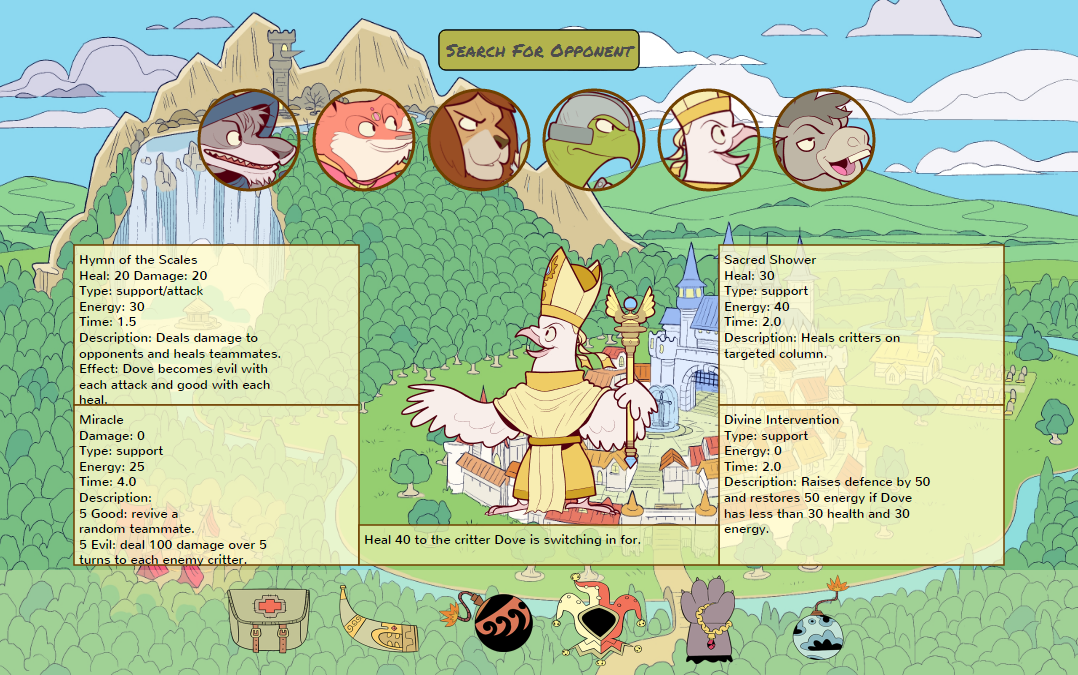 Search For Opponent
Hymn of the Scales
Heal: 20 Damage: 20
Type: support/attack
Energy: 30
Time: 1.5
Description: Deals damage to
opponents and heals teammates.
Effect: Dove becomes evil with
each attack and good with each
heal.
Sacred Shower
Heal: 30
Type: support
Energy: 40
Time: 2.0
Description: Heals critters on
targeted column.
Miracle
Damage: 0
Type: support
Energy: 25
Time: 4.0
Description:
5 Good: revive a
random teammate.
5 Evil: deal 100 damage over 5
turns to each enemy critter.
Divine Intervention
Type: support
Energy: 0
Time: 2.0
Description: Raises defence by 50
and restores 50 energy if Dove
has less than 30 health and 30
energy.
Heal 40 to the critter Dove is switching in for.